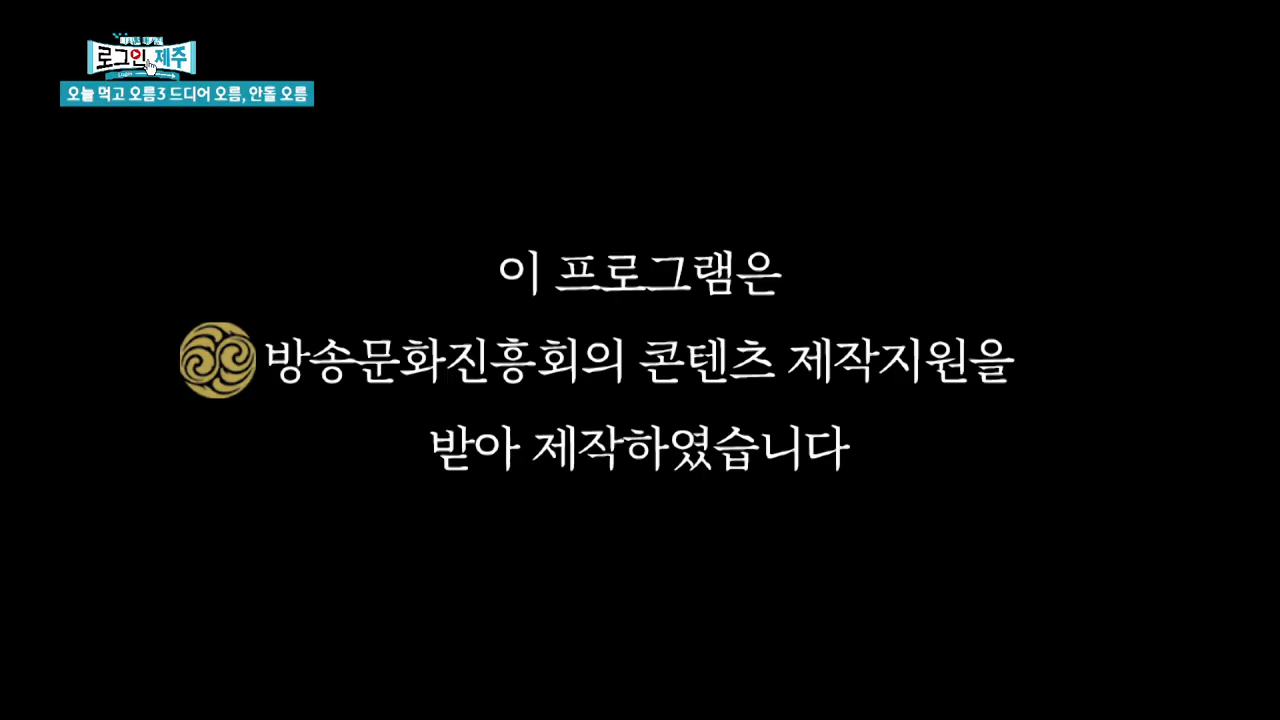 로그인 제주
오늘 먹고 오름3 드디어 오름, 안돌 오름
이 프로그램은
방송문화진흥회의 콘텐츠 제작지원을
받아 제작하였습니다